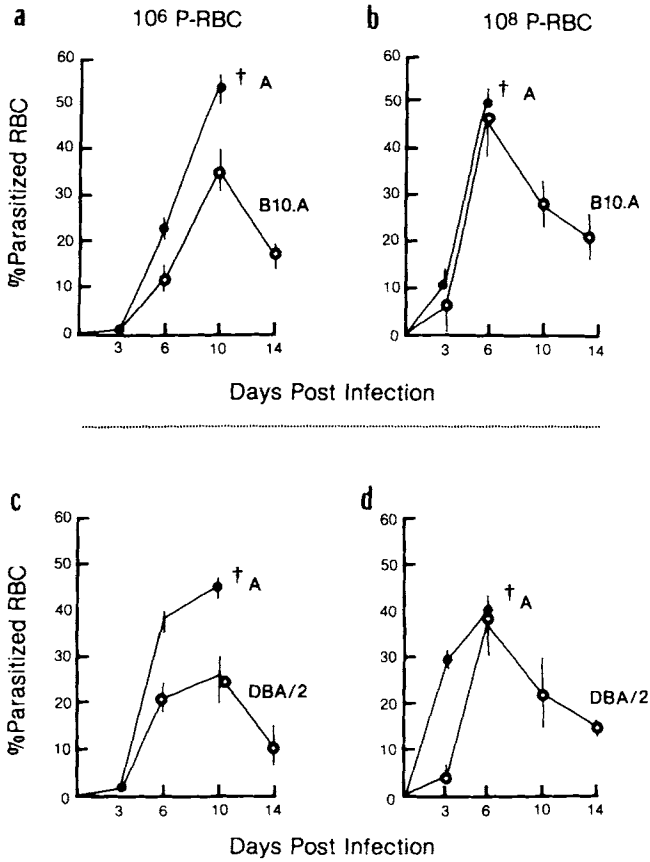 a
10⁶ P-RBC
60
50
40
30
20
10
0
%Parasitized RBC
† A
B10.A
3 6 10 14
b
10⁸ P-RBC
60
50
40
30
20
10
0
† A
B10.A
3 6 10 14
Days Post Infection
c
60
50
40
30
20
10
0
%Parasitized RBC
† A
DBA/2
3 6 10 14
d
60
50
40
30
20
10
0
† A
DBA/2
3 6 10 14
Days Post Infection